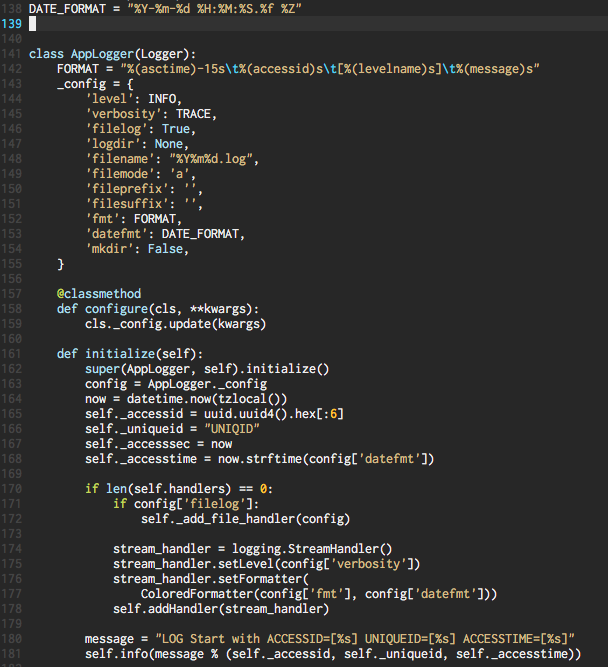 138 DATE_FORMAT = "%Y-%m-%d %H:%M:%S.%f %Z"
139
140
141 class AppLogger(Logger):
142     FORMAT = "%(asctime)-15s\t%(accessid)s\t[%(levelname)s]\t%(message)s"
143     _config = {
144         'level': INFO,
145         'verbosity': TRACE,
146         'filelog': True,
147         'logdir': None,
148         'filename': "%Y%m%d.log",
149         'filemode': 'a',
150         'fileprefix': '',
151         'filesuffix': '',
152         'fmt': FORMAT,
153         'datefmt': DATE_FORMAT,
154         'mkdir': False,
155     }
156
157     @classmethod
158     def configure(cls, **kwargs):
159         cls._config.update(kwargs)
160
161     def initialize(self):
162         super(AppLogger, self).initialize()
163         config = AppLogger._config
164         now = datetime.now(tzlocal())
165         self._accessid = uuid.uuid4().hex[:6]
166         self._uniqueid = "UNIQID"
167         self._accesssec = now
168         self._accesstime = now.strftime(config['datefmt'])
169
170         if len(self.handlers) == 0:
171             if config['filelog']:
172                 self._add_file_handler(config)
173
174             stream_handler = logging.StreamHandler()
175             stream_handler.setLevel(config['verbosity'])
176             stream_handler.setFormatter(
177                 ColoredFormatter(config['fmt'], config['datefmt']))
178             self.addHandler(stream_handler)
179
180         message = "LOG Start with ACCESSID=[%s] UNIQUEID=[%s] ACCESSTIME=[%s]"
181         self.info(message % (self._accessid, self._uniqueid, self._accesstime))